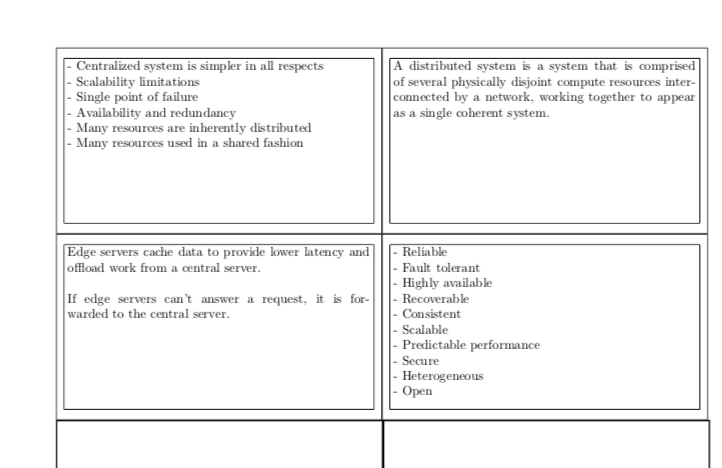 - Centralized system is simpler in all respects
- Scalability limitations
- Single point of failure
- Availability and redundancy
- Many resources are inherently distributed
- Many resources used in a shared fashion
A distributed system is a system that is comprised
of several physically disjoint compute resources inter-
connected by a network, working together to appear
as a single coherent system.
Edge servers cache data to provide lower latency and
offload work from a central server.
If edge servers can't answer a request, it is for-
warded to the central server.
- Reliable
- Fault tolerant
- Highly available
- Recoverable
- Consistent
- Scalable
- Predictable performance
- Secure
- Heterogeneous
- Open